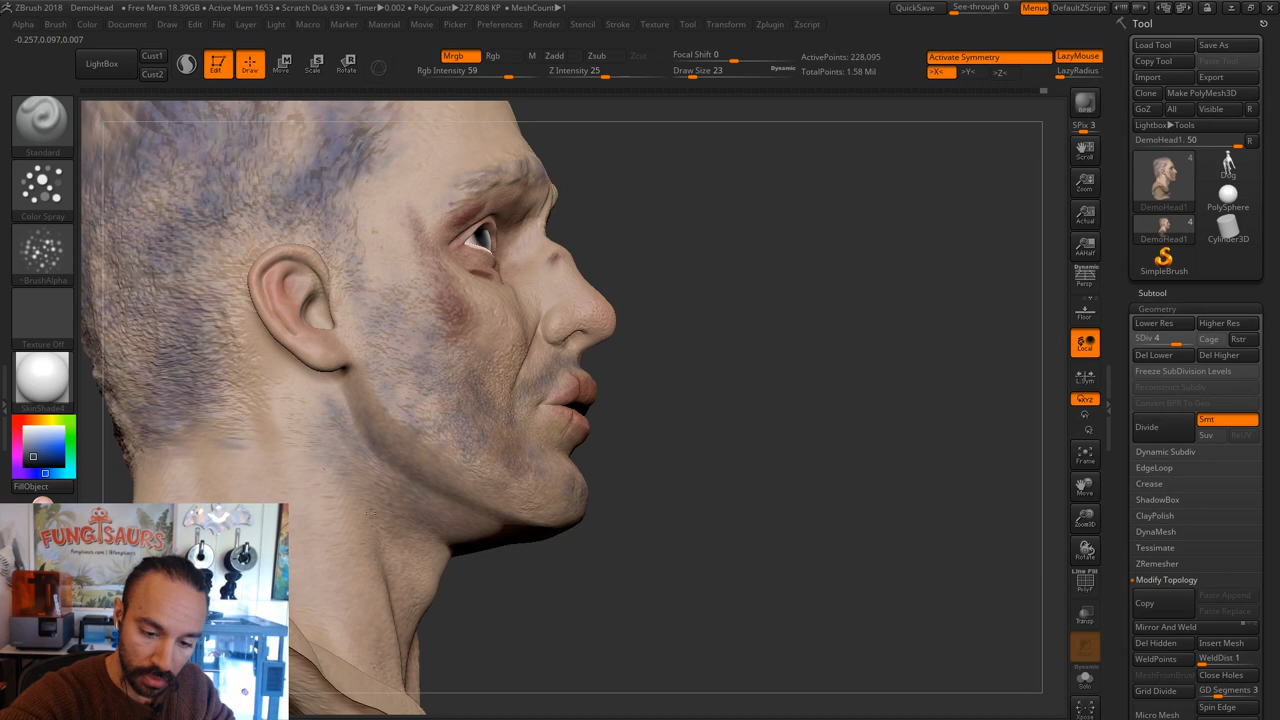 ZBrush 2018 DemoHead • Free Mem 18.39GB • Active Mem 1653 • Scratch Disk 639 • Timer▶0.002 • PolyCount▶227.808 KP • MeshCount▶1
QuickSave See-through 0 Menus DefaultZScript
Alpha Brush Color Document Draw Edit File Layer Light Macro Marker Material Movie Picker Preferences Render Stencil Stroke Texture Tool Transform Zplugin Zscript
-0.257,0.097,0.007
LightBox
Cust1
Cust2
Edit Draw Move Scale Rotate
Mrgb Rgb M Zadd Zsub Zcut
Rgb Intensity 59 Z Intensity 25
Focal Shift 0
Draw Size 23 Dynamic
ActivePoints: 228,095
TotalPoints: 1.58 Mil
Activate Symmetry LazyMouse
>X< >Y< >Z< LazyRadius
Standard
Color Spray
~BrushAlpha
Texture Off
SkinShade4
FillObject
FUNGISAURS
BPR
SPix 3
Scroll
Zoom
Actual
AAHalf
Dynamic
Persp
Floor
Local
L.Sym
XYZ
Frame
Move
Zoom3D
Rotate
Line Fill
PolyF
Transp
Dynamic
Solo
Xpose
Tool
Load Tool Save As
Copy Tool Paste Tool
Import Export
Clone Make PolyMesh3D
GoZ All Visible R
Lightbox▶Tools
DemoHead1. 50 R
4
DemoHead1 Dog
PolySphere
4
DemoHead1 Cylinder3D
SimpleBrush
Subtool
Geometry
Lower Res Higher Res
SDiv 4 Cage Rstr
Del Lower Del Higher
Freeze SubDivision Levels
Reconstruct Subdiv
Convert BPR To Geo
Divide Smt
Suv ReUV
Dynamic Subdiv
EdgeLoop
Crease
ShadowBox
ClayPolish
DynaMesh
Tessimate
ZRemesher
Modify Topology
Copy Paste Append
Paste Replace
Mirror And Weld
Del Hidden Insert Mesh
WeldPoints WeldDist 1
MeshFromBrush Close Holes
Grid Divide GD Segments 3
Micro Mesh Spin Edge